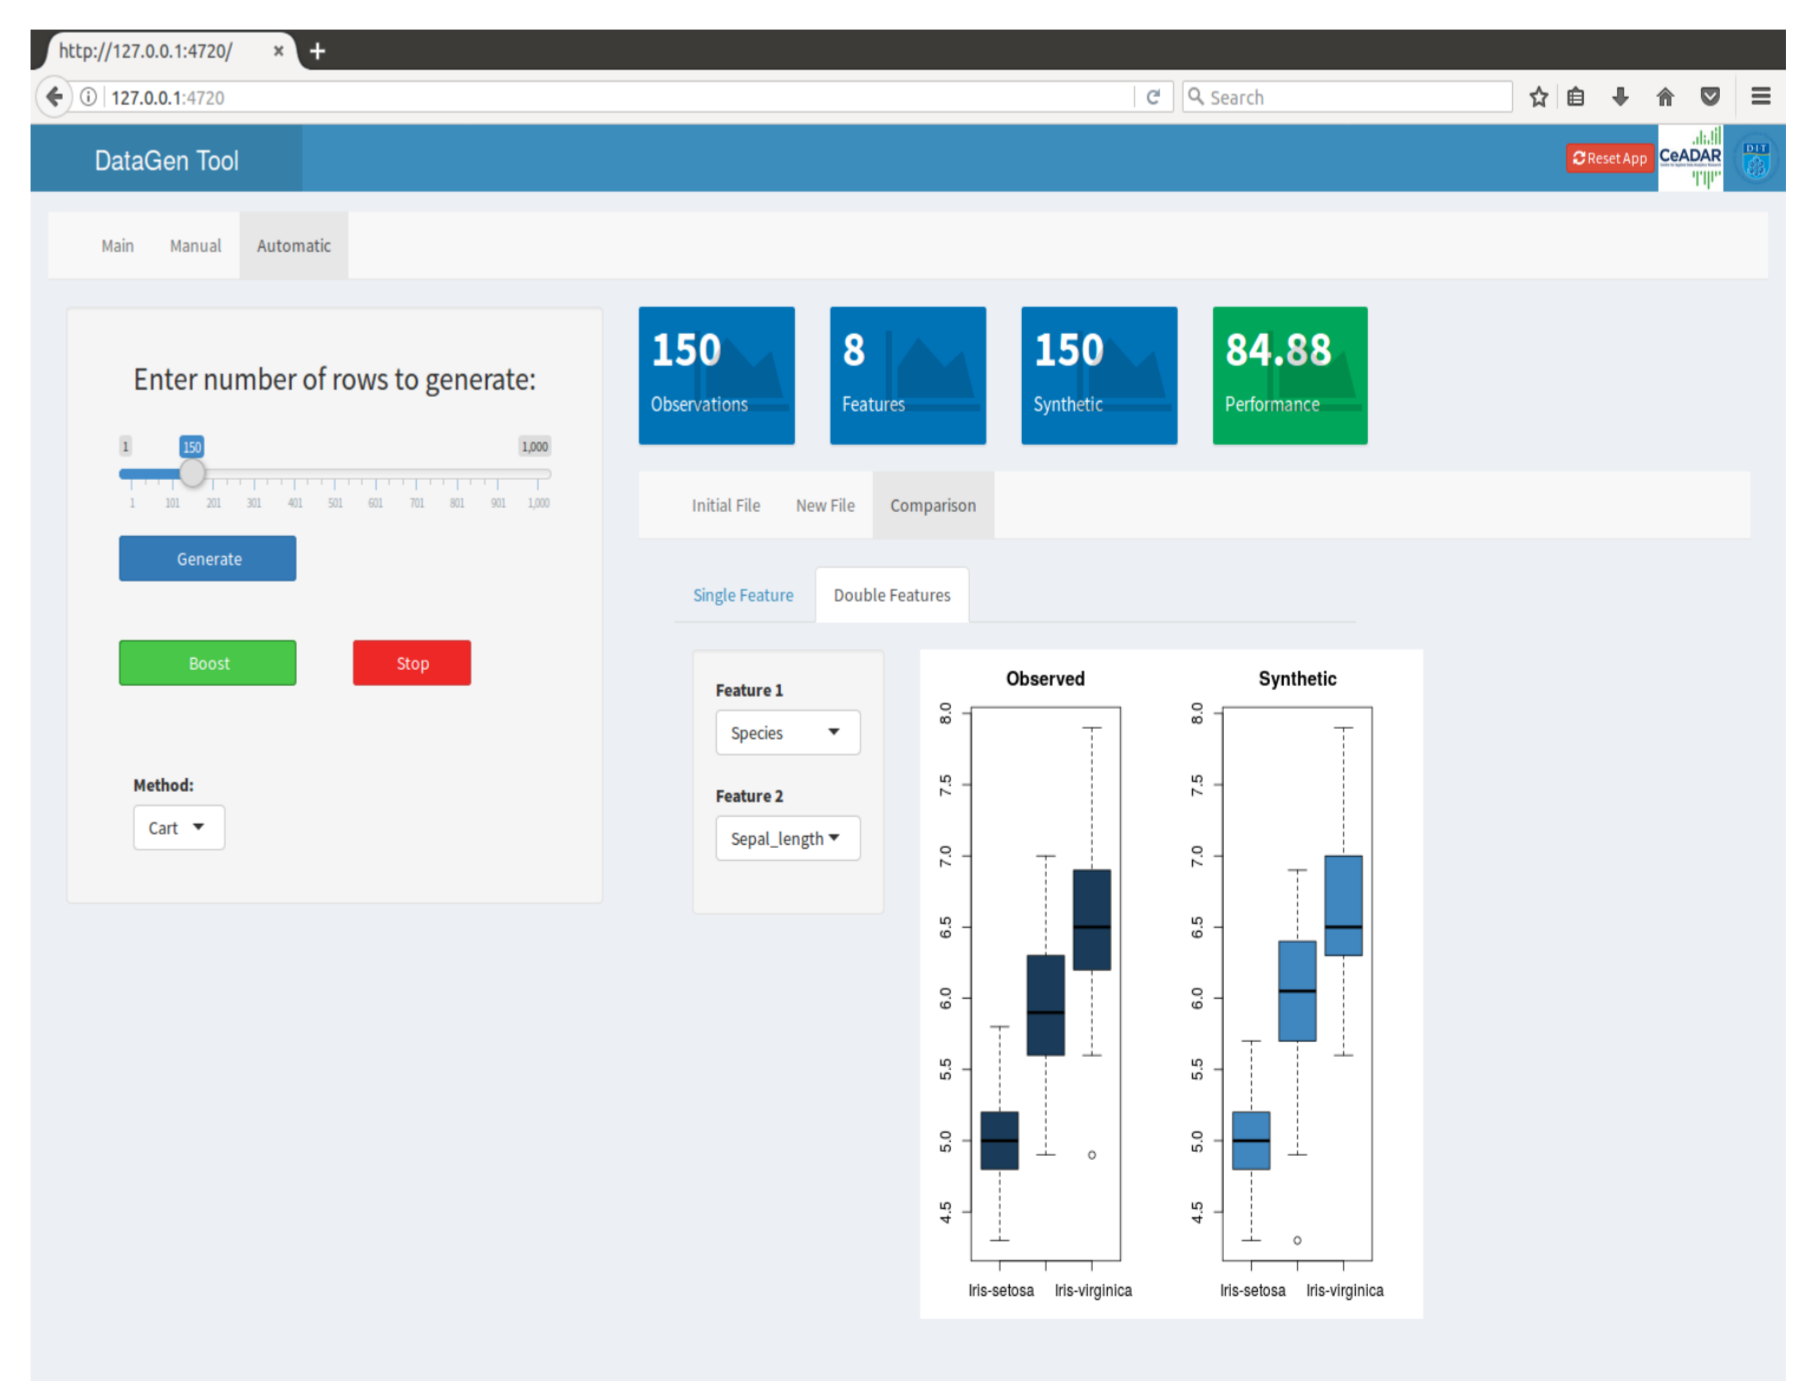 http://127.0.0.1:4720/ × +
127.0.0.1:4720
Search
DataGen Tool
Reset App
CeADAR
DIT
Main Manual Automatic
Enter number of rows to generate:
1 150 1,000
1 101 201 301 401 501 601 701 801 901 1,000
Generate
Boost Stop
Method:
Cart
150 8 150 84.88
Observations Features Synthetic Performance
Initial File New File Comparison
Single Feature Double Features
Feature 1
Species
Feature 2
Sepal_length
Observed
8.0
7.5
7.0
6.5
6.0
5.5
5.0
4.5
Iris-setosa Iris-virginica
Synthetic
8.0
7.5
7.0
6.5
6.0
5.5
5.0
4.5
Iris-setosa Iris-virginica